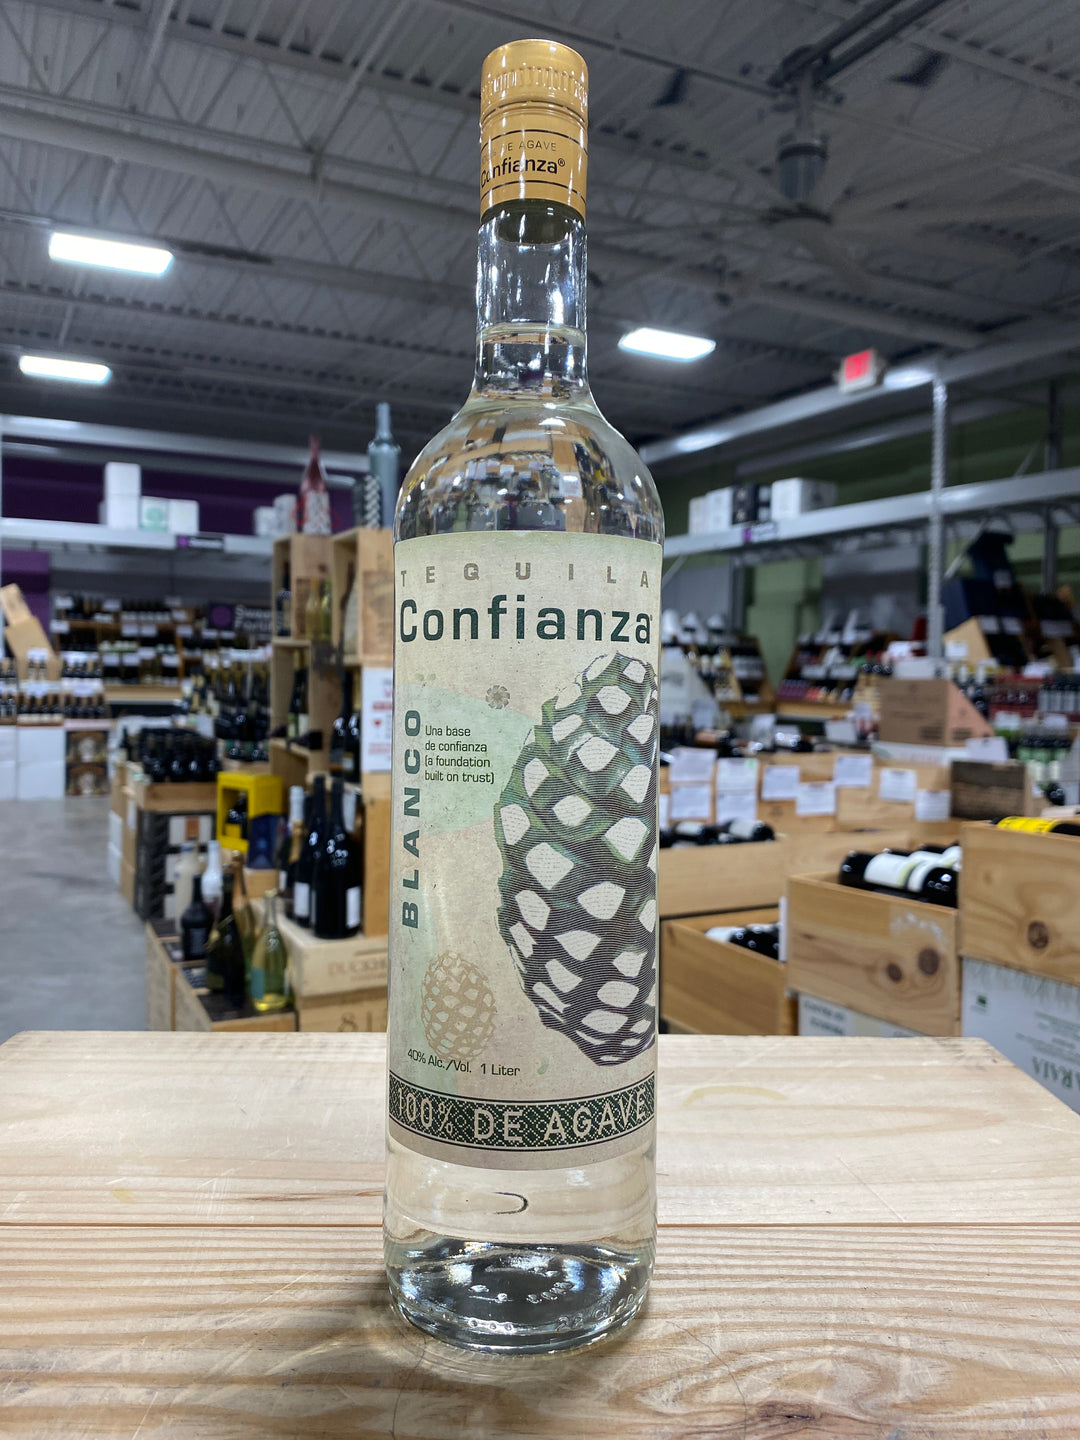 DE AGAVE
Confianza®
TEQUILA
Confianza
BLANCO
Una base
de confianza
(a foundation
built on trust)
40% Alc./Vol. 1 Liter
100% DE AGAVE